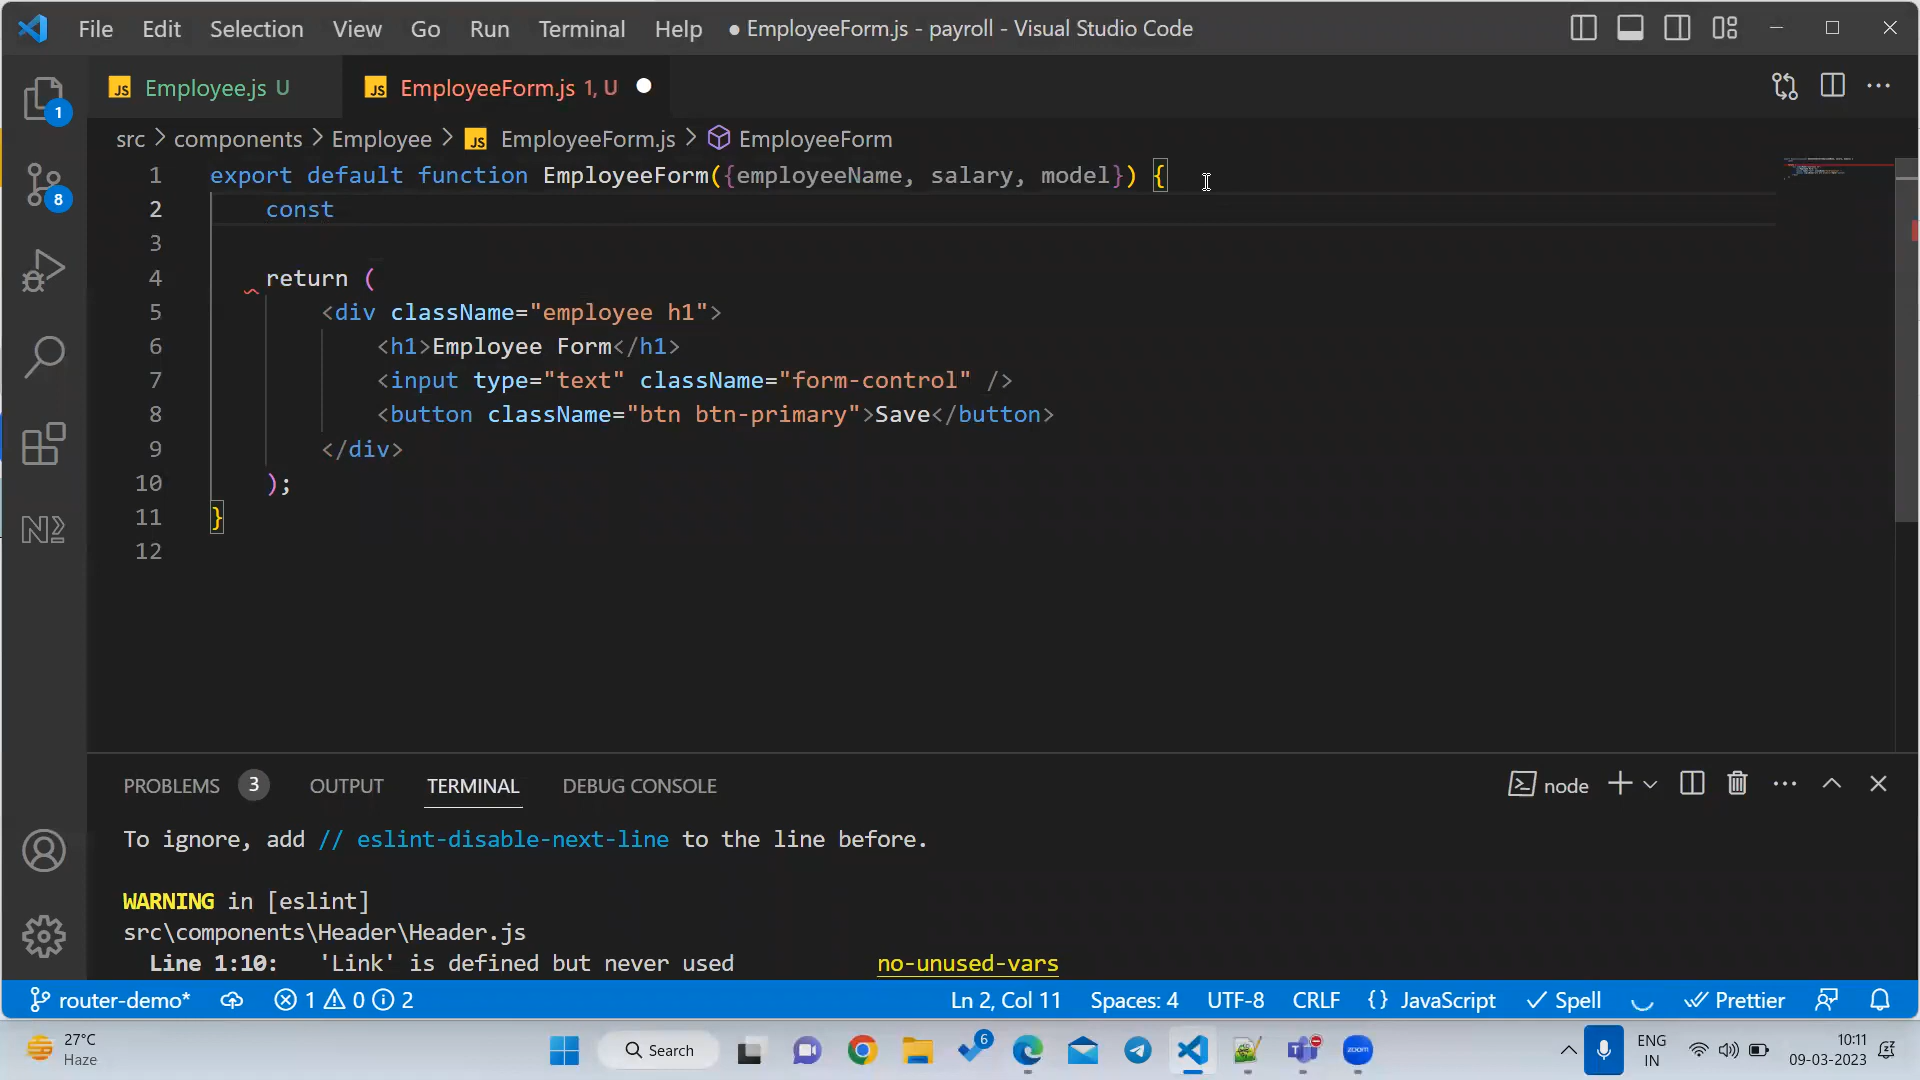 File Edit Selection View Go Run Terminal Help ● EmployeeForm.js - payroll - Visual Studio Code
JS Employee.js U JS EmployeeForm.js 1, U
src > components > Employee > JS EmployeeForm.js > EmployeeForm
1 export default function EmployeeForm({employeeName, salary, model}) {
2 const
3
4 return (
5 <div className="employee h1">
6 <h1>Employee Form</h1>
7 <input type="text" className="form-control" />
8 <button className="btn btn-primary">Save</button>
9 </div>
10 );
11 }
12
1
8
PROBLEMS 3 OUTPUT TERMINAL DEBUG CONSOLE node
To ignore, add // eslint-disable-next-line to the line before.
WARNING in [eslint]
src\components\Header\Header.js
Line 1:10: 'Link' is defined but never used no-unused-vars
router-demo* 1 0 2 Ln 2, Col 11 Spaces: 4 UTF-8 CRLF {} JavaScript Spell Prettier
27°C
Haze
Search
6
zoom
ENG
IN
10:11
09-03-2023